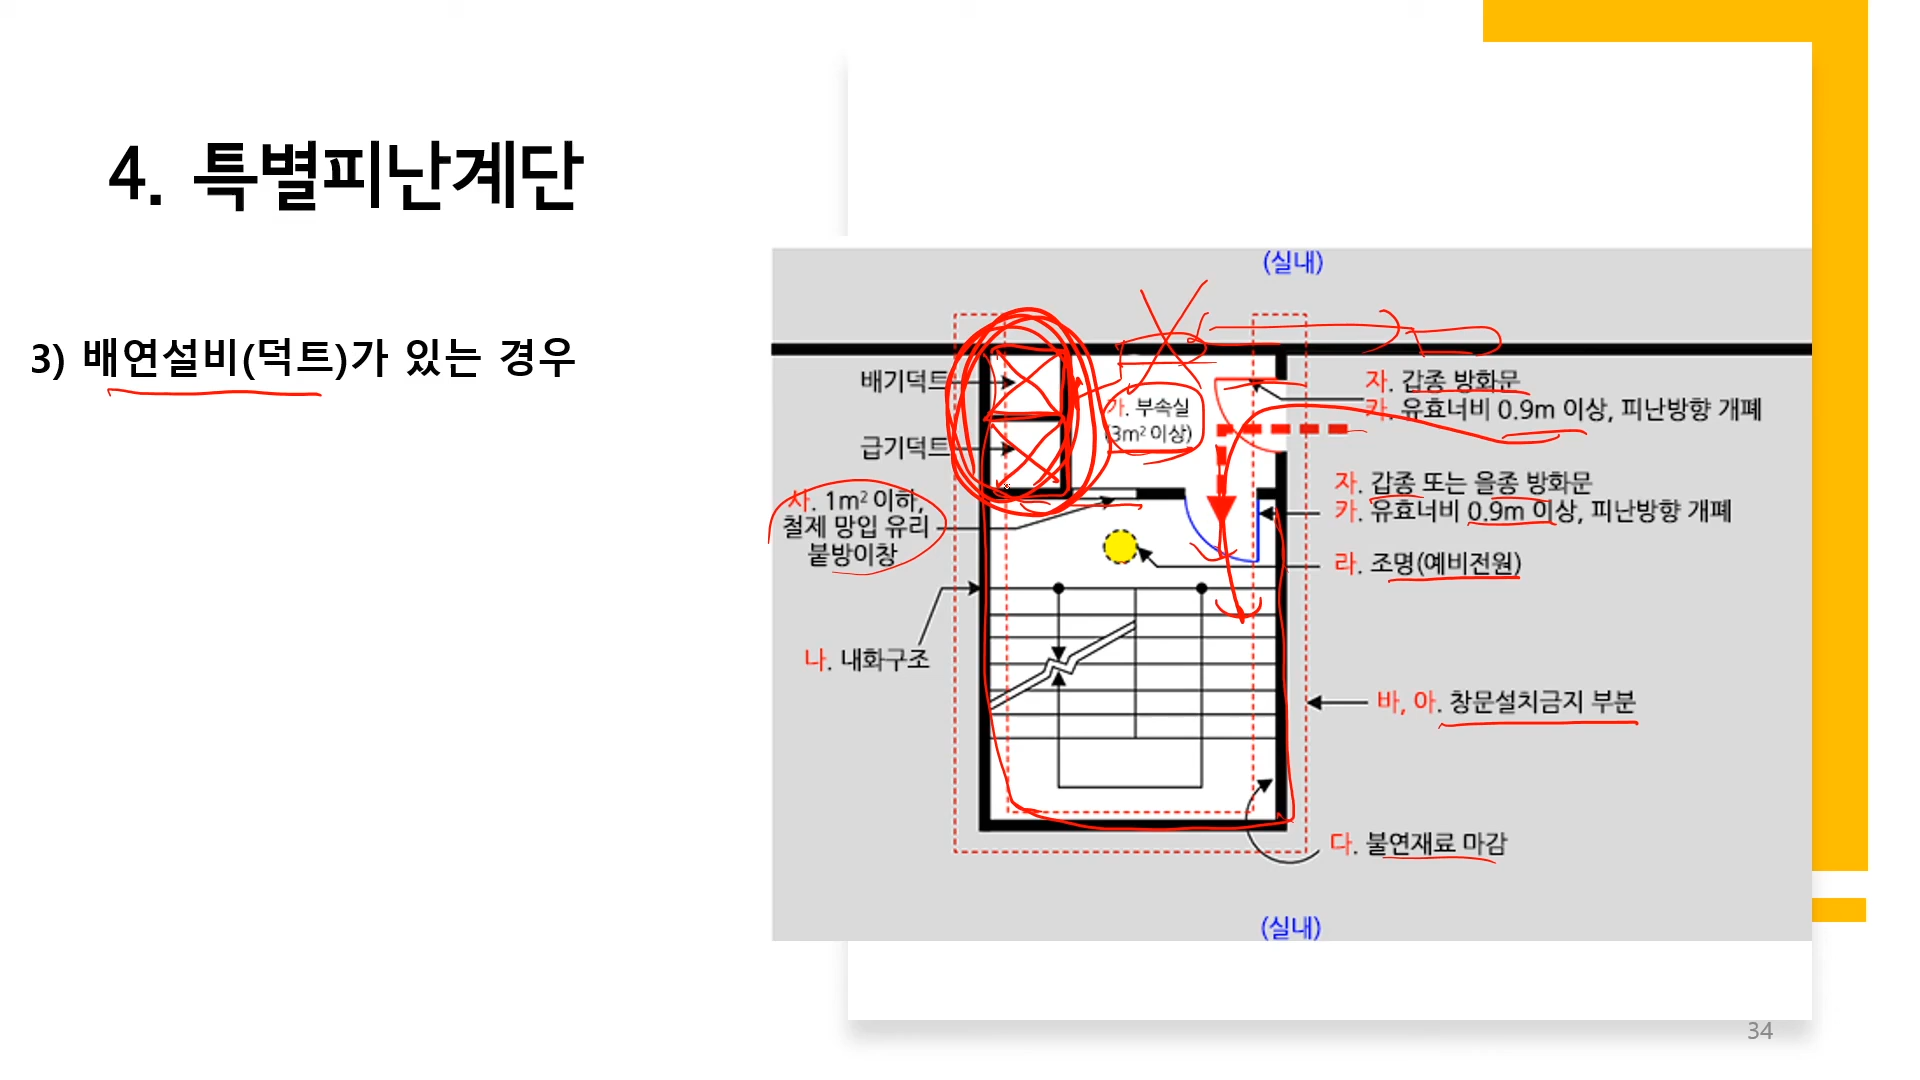 4. 특별피난계단
3) 배연설비(덕트)가 있는 경우
(실내)
배기덕트
급기덕트
가. 부속실
(3m² 이상)
자. 갑종 방화문
카. 유효너비 0.9m 이상, 피난방향 개폐
사. 1m² 이하,
철제 망입 유리
붙방이창
자. 갑종 또는 을종 방화문
카. 유효너비 0.9m 이상, 피난방향 개폐
라. 조명(예비전원)
나. 내화구조
바, 아. 창문설치금지 부분
다. 불연재료 마감
(실내)
34